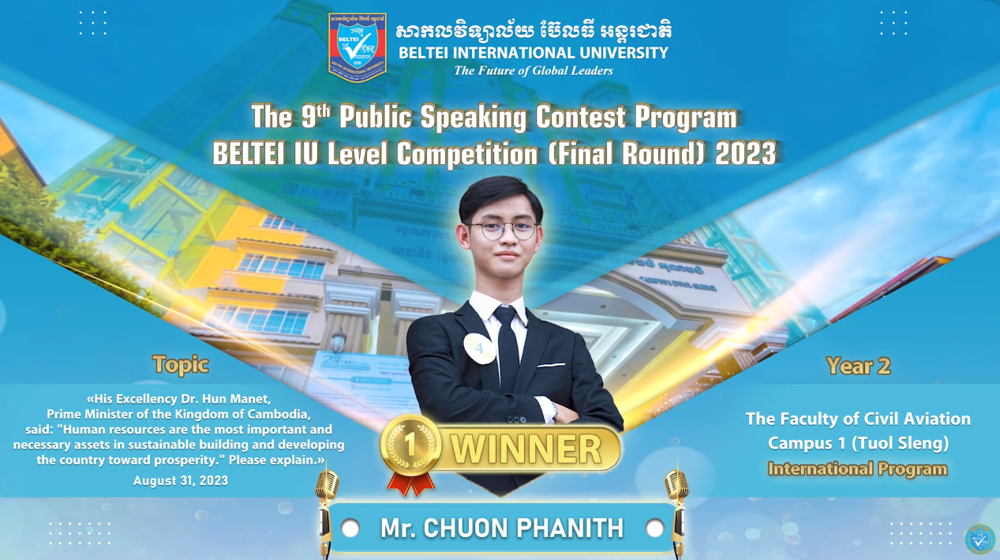 សាកលវិទ្យាល័យ ប៊ែលធី អន្តរជាតិ
BELTEI INTERNATIONAL UNIVERSITY
The Future of Global Leaders
BELTEI
The 9th Public Speaking Contest Program
BELTEI IU Level Competition (Final Round) 2023
4
Topic
«His Excellency Dr. Hun Manet,
Prime Minister of the Kingdom of Cambodia,
said: "Human resources are the most important and
necessary assets in sustainable building and developing
the country toward prosperity." Please explain.»
August 31, 2023
Year 2
The Faculty of Civil Aviation
Campus 1 (Tuol Sleng)
International Program
1
WINNER
Mr. CHUON PHANITH